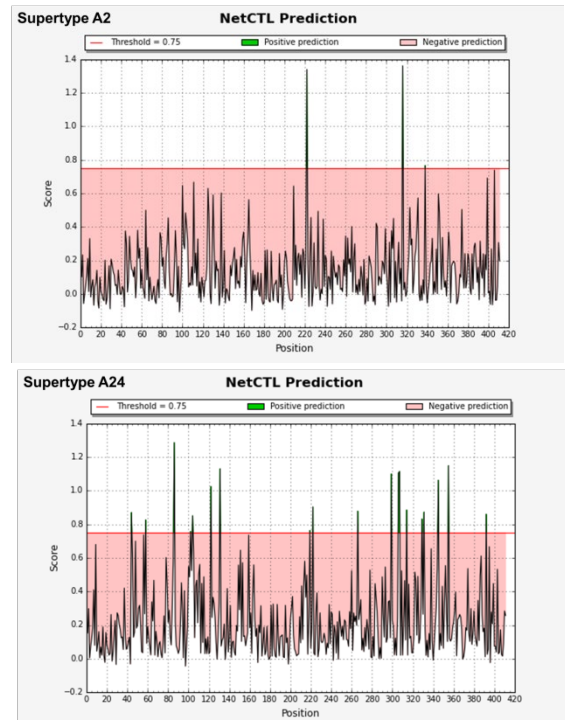 Supertype A2
NetCTL Prediction
Threshold = 0.75 Positive prediction Negative prediction
1.4
1.2
1.0
0.8
0.6
0.4
0.2
0.0
−0.2
Score
0 20 40 60 80 100 120 140 160 180 200 220 240 260 280 300 320 340 360 380 400 420
Position
Supertype A24
NetCTL Prediction
Threshold = 0.75 Positive prediction Negative prediction
1.4
1.2
1.0
0.8
0.6
0.4
0.2
0.0
−0.2
Score
0 20 40 60 80 100 120 140 160 180 200 220 240 260 280 300 320 340 360 380 400 420
Position